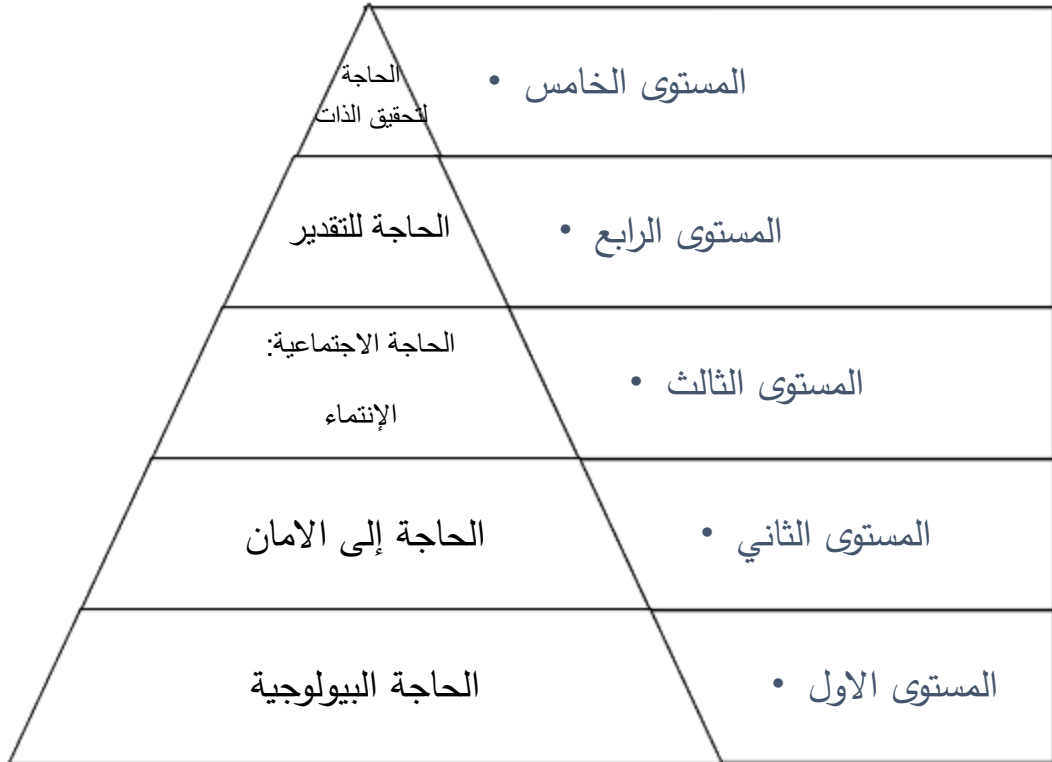 الحاجة
لتحقيق الذات
• المستوى الخامس
الحاجة للتقدير
• المستوى الرابع
الحاجة الاجتماعية:
الإنتماء
• المستوى الثالث
الحاجة إلى الامان
• المستوى الثاني
الحاجة البيولوجية
• المستوى الاول